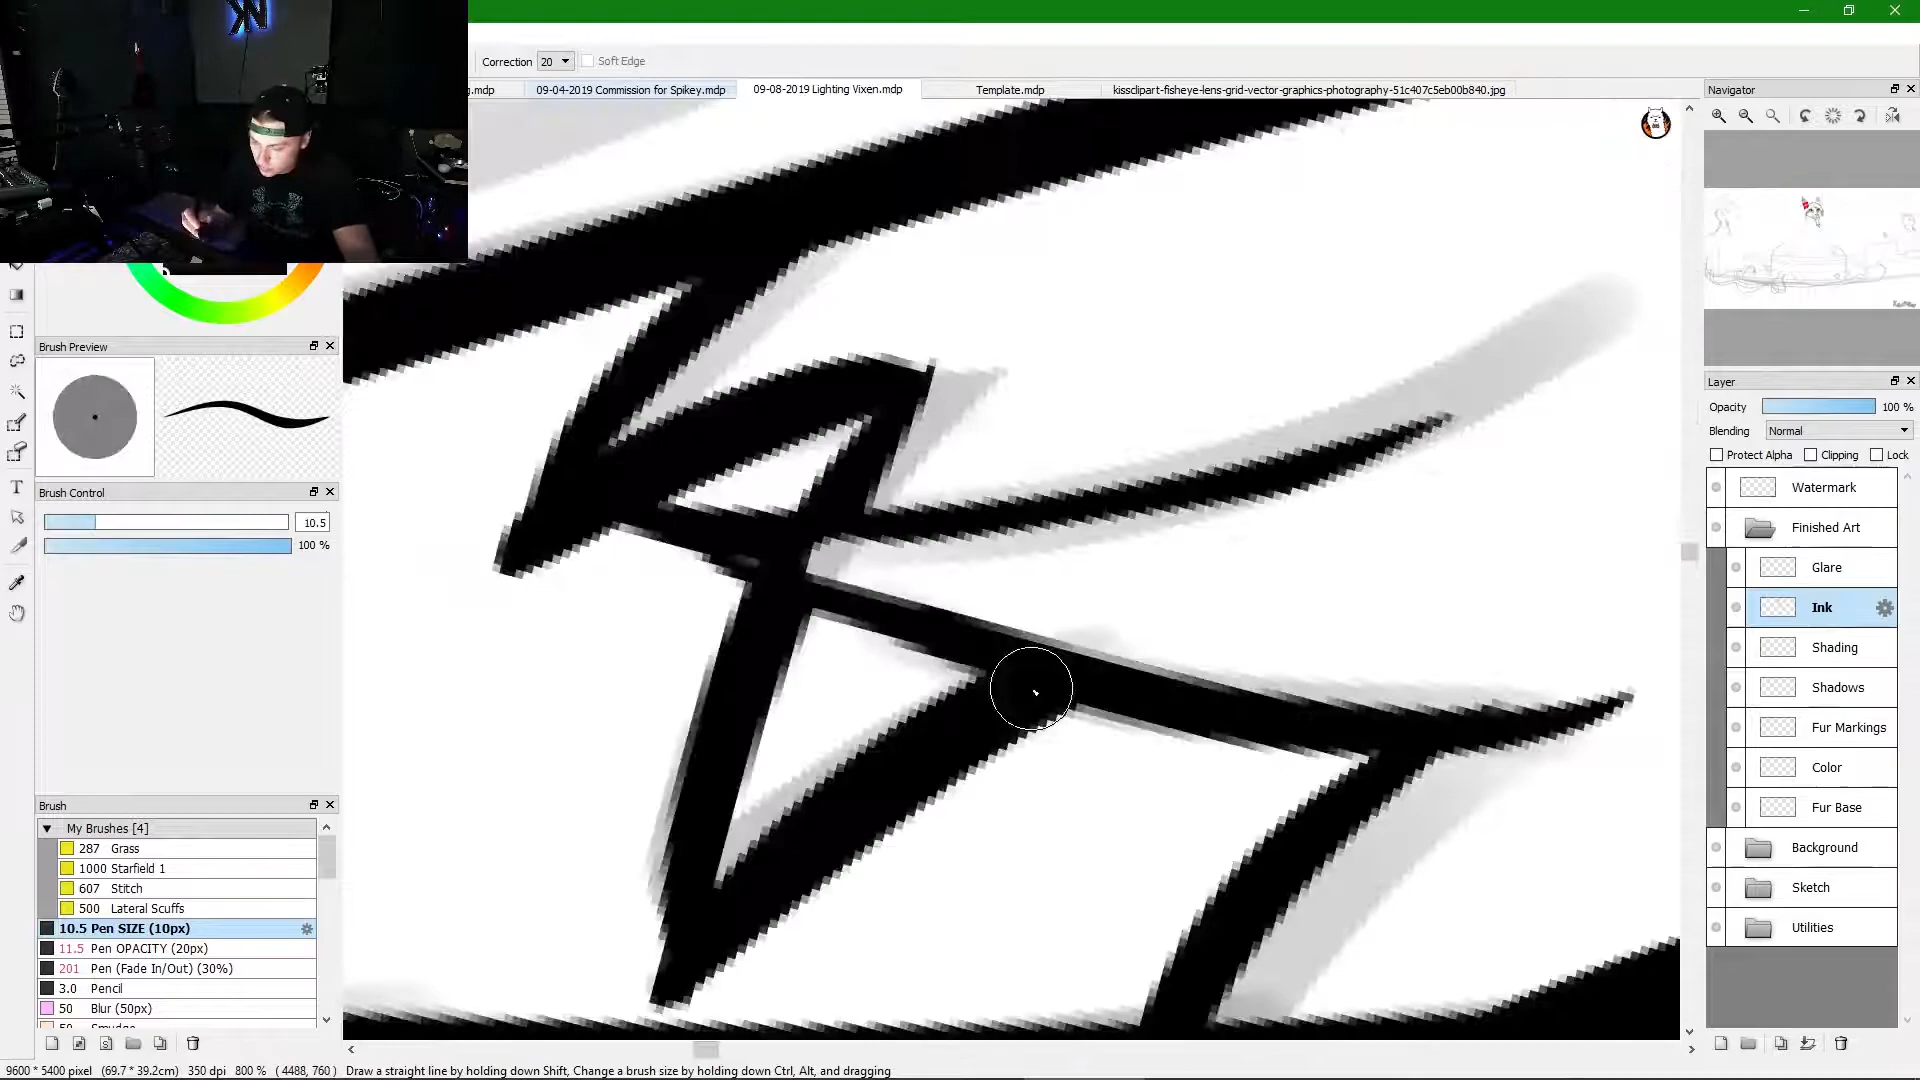 Correction 20 Soft Edge
g.mdp 09-04-2019 Commission for Spikey.mdp 09-08-2019 Lighting Vixen.mdp Template.mdp kissclipart-fisheye-lens-grid-vector-graphics-photography-51c407c5eb00b840.jpg
Navigator
Brush Preview
Layer
Opacity 100 %
Blending Normal
Protect Alpha Clipping Lock
Watermark
Finished Art
Glare
Ink
Shading
Shadows
Fur Markings
Color
Fur Base
Background
Sketch
Utilities
Brush Control
10.5
100 %
T
Brush
My Brushes [4]
287 Grass
1000 Starfield 1
607 Stitch
500 Lateral Scuffs
10.5 Pen SIZE (10px)
11.5 Pen OPACITY (20px)
201 Pen (Fade In/Out) (30%)
3.0 Pencil
50 Blur (50px)
50 Smudge
9600 * 5400 pixel (69.7 * 39.2cm) 350 dpi 800 % ( 4488, 760 ) Draw a straight line by holding down Shift, Change a brush size by holding down Ctrl, Alt, and dragging